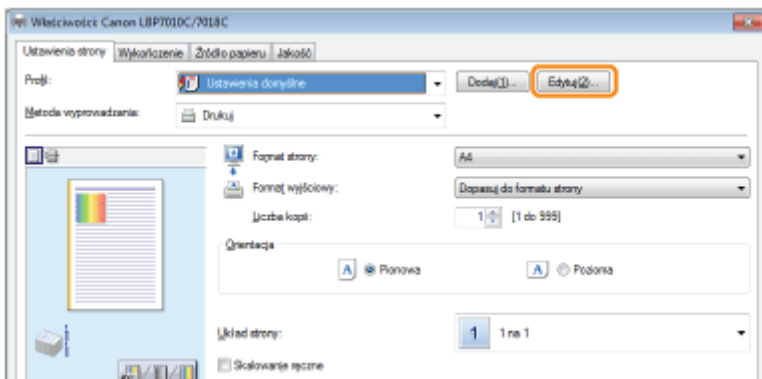 Właściwości: Canon LBP7010C/7018C
Ustawienia strony Wykończenie Źródło papieru Jakość
Profil: Ustawienia domyślne Dodaj(1)... Edytuj(2)...
Metoda wyprowadzania: Drukuj
Format strony: A4
Format wyjściowy: Dopasuj do formatu strony
Liczba kopii: 1 [1 do 999]
Orientacja
A Pionowa A Pozioma
Układ strony: 1 1 na 1
Skalowanie ręczne